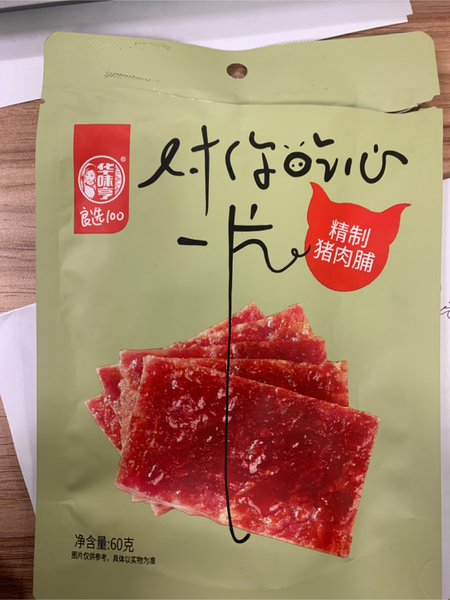 华味亨®
良选100
对你的心
一片
精制
猪肉脯
净含量:60克
图片仅供参考，具体以实物为准